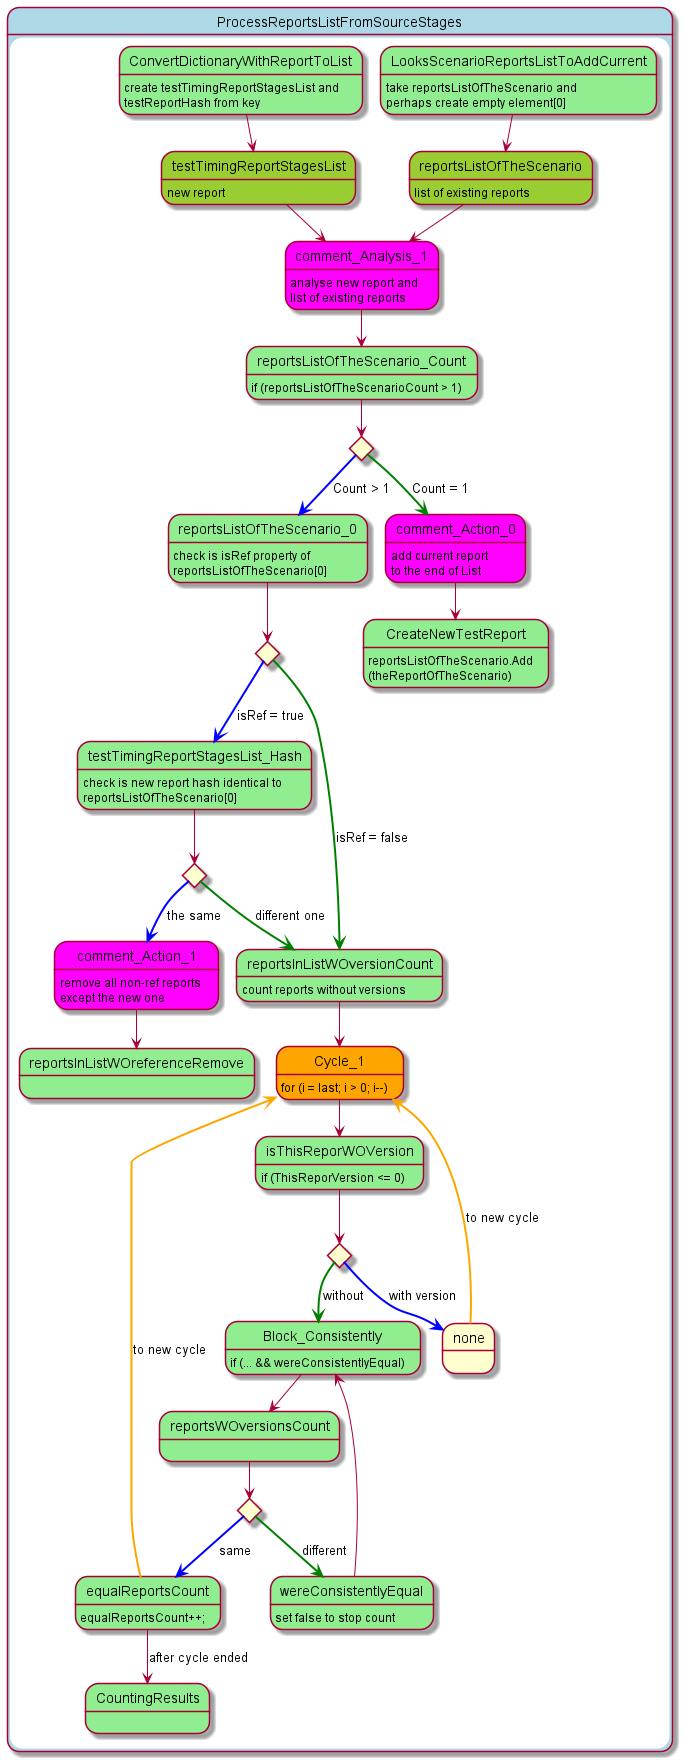 ProcessReportsListFromSourceStages
ConvertDictionaryWithReportToList
create testTimingReportStagesList and
testReportHash from key
LooksScenarioReportsListToAddCurrent
take reportsListOfTheScenario and
perhaps create empty element[0]
testTimingReportStagesList
new report
reportsListOfTheScenario
list of existing reports
comment_Analysis_1
analyse new report and
list of existing reports
reportsListOfTheScenario_Count
if (reportsListOfTheScenarioCount > 1)
Count > 1
Count = 1
reportsListOfTheScenario_0
check is isRef property of
reportsListOfTheScenario[0]
comment_Action_0
add current report
to the end of List
CreateNewTestReport
reportsListOfTheScenario.Add
(theReportOfTheScenario)
isRef = true
testTimingReportStagesList_Hash
check is new report hash identical to
reportsListOfTheScenario[0]
isRef = false
the same
different one
comment_Action_1
remove all non-ref reports
except the new one
reportsInListWOversionCount
count reports without versions
reportsInListWOreferenceRemove
Cycle_1
for (i = last; i > 0; i--)
isThisReporWOVersion
if (ThisReporVersion <= 0)
to new cycle
without
with version
Block_Consistently
if (... && wereConsistentlyEqual)
none
to new cycle
reportsWOversionsCount
same
different
equalReportsCount
equalReportsCount++;
wereConsistentlyEqual
set false to stop count
after cycle ended
CountingResults